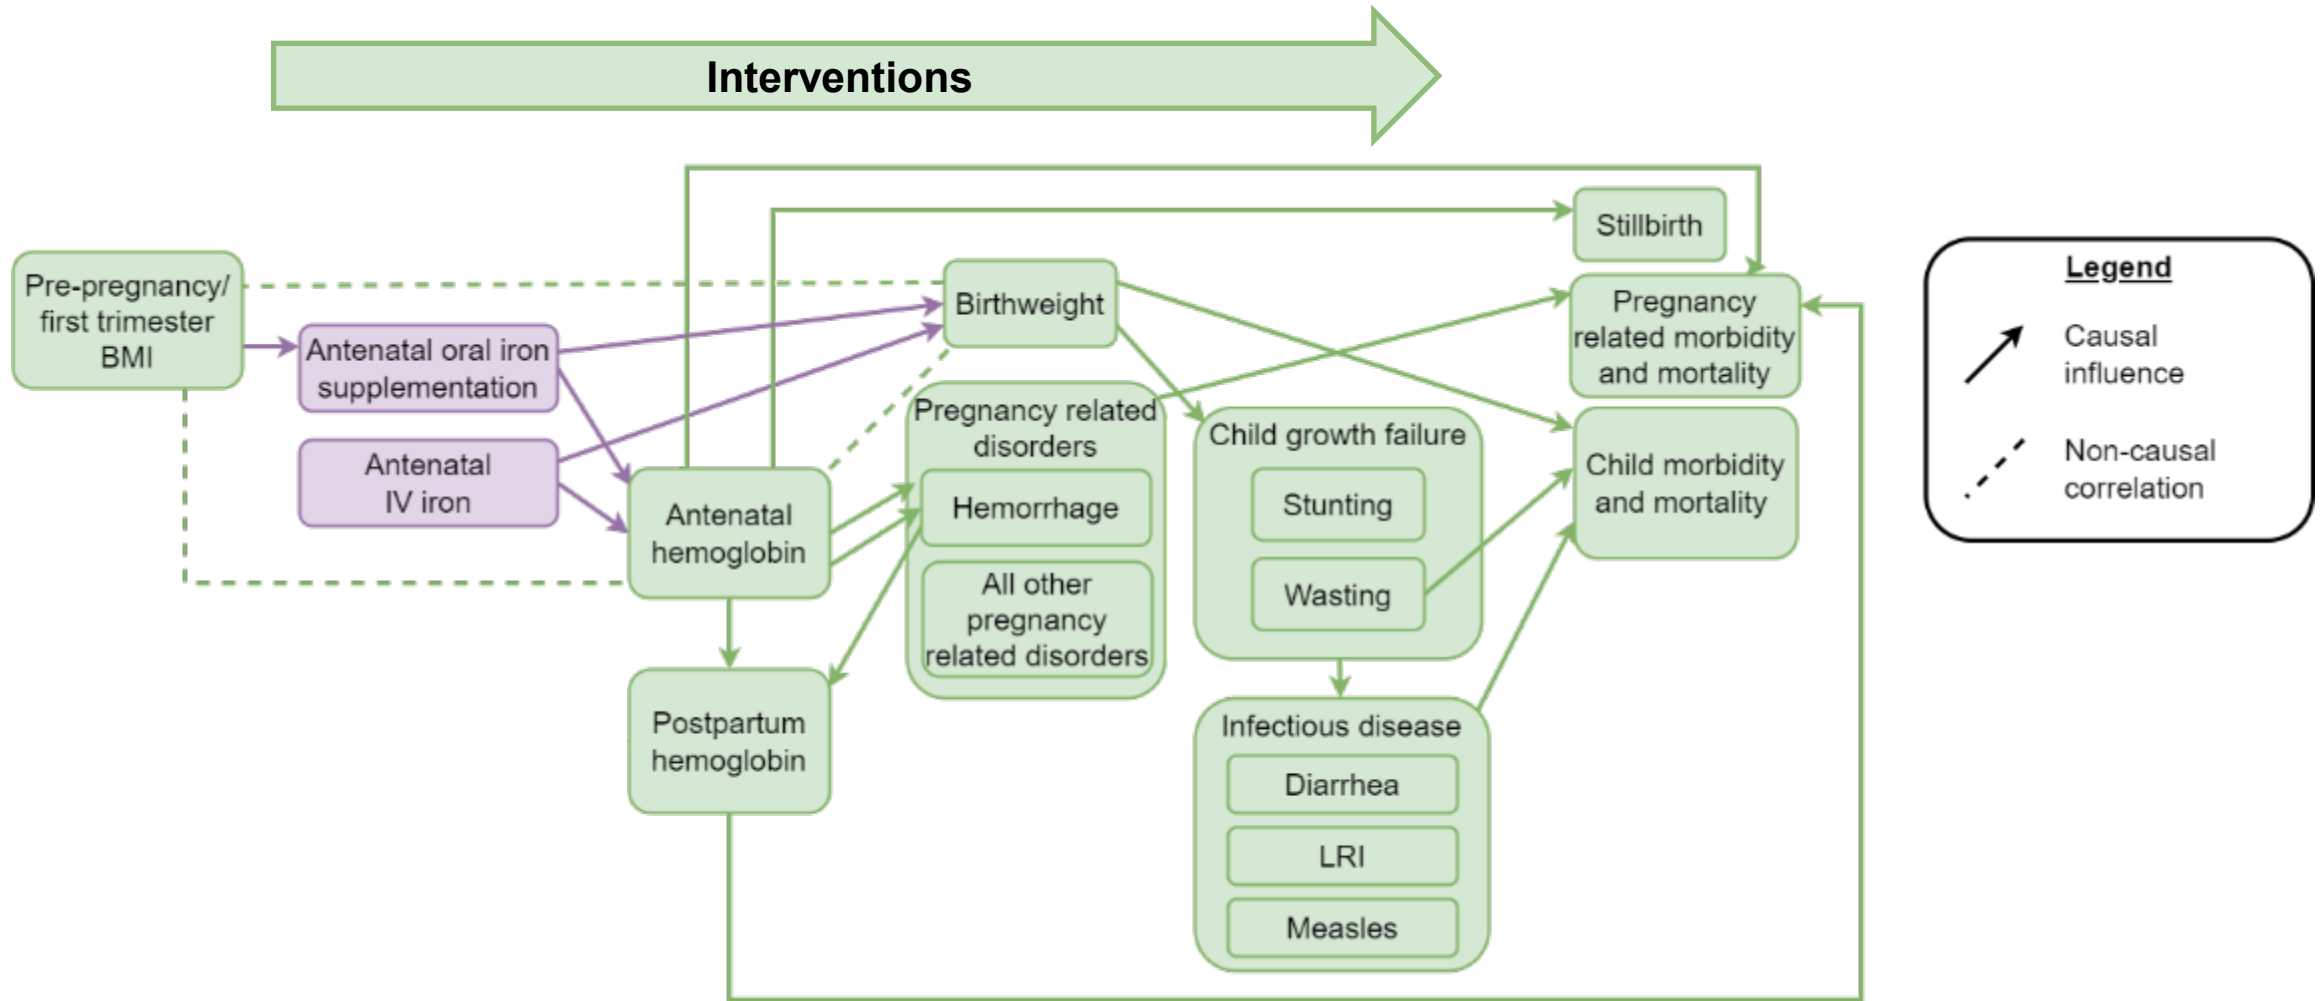 Interventions
Pre-pregnancy/
first trimester
BMI
Antenatal oral iron
supplementation
Antenatal
IV iron
Antenatal
hemoglobin
Postpartum
hemoglobin
Birthweight
Pregnancy related
disorders
Hemorrhage
All other
pregnancy
related disorders
Child growth failure
Stunting
Wasting
Infectious disease
Diarrhea
LRI
Measles
Stillbirth
Pregnancy
related morbidity
and mortality
Child morbidity
and mortality
Legend
Causal
influence
Non-causal
correlation